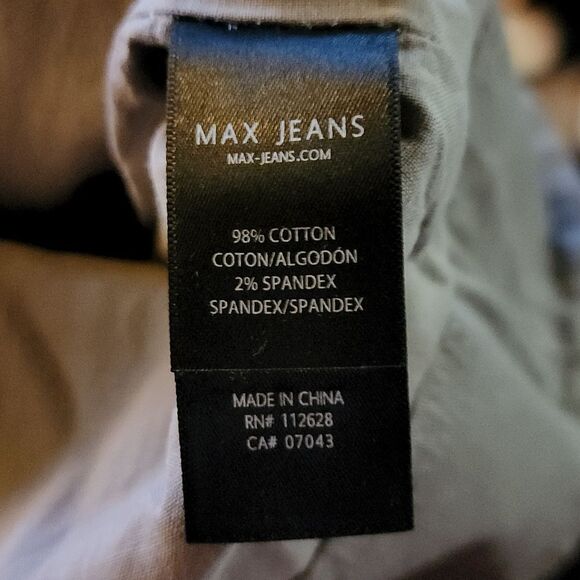 MAX JEANS
MAX-JEANS.COM
98% COTTON
COTON/ALGODÓN
2% SPANDEX
SPANDEX/SPANDEX
MADE IN CHINA
RN# 112628
CA# 07043